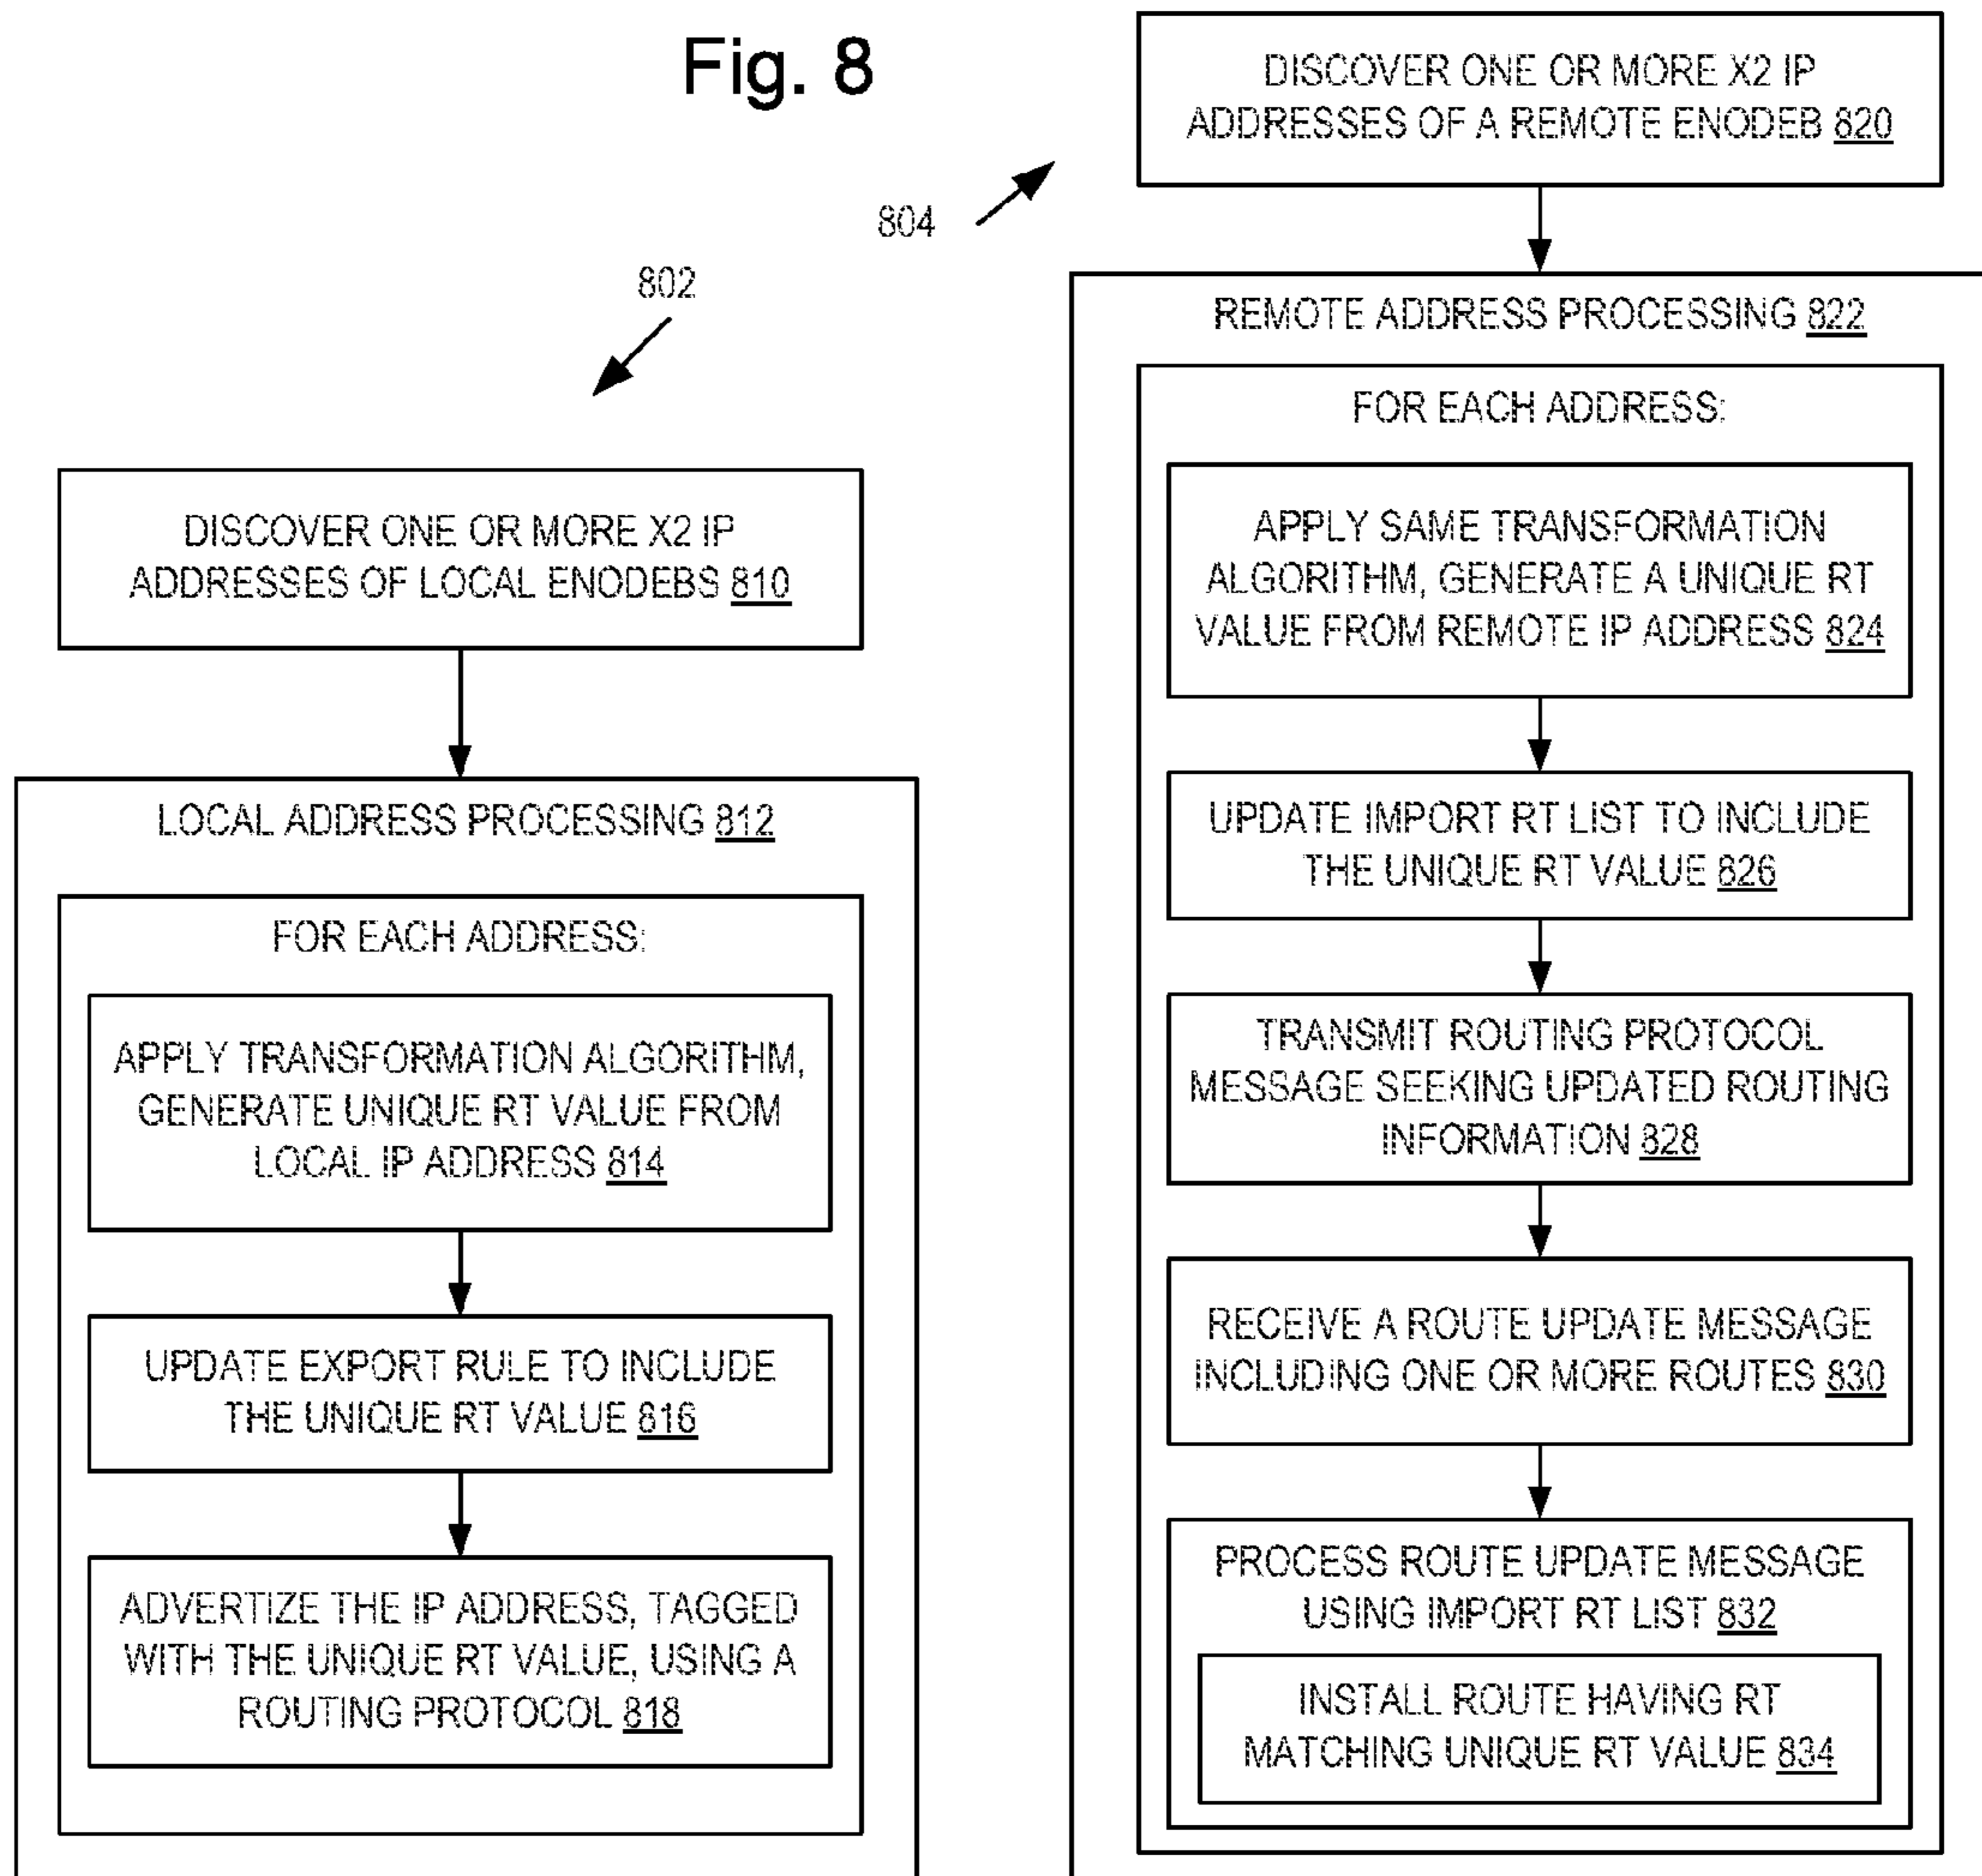 Fig. 8
802
DISCOVER ONE OR MORE X2 IP
ADDRESSES OF LOCAL ENODEBS 810
LOCAL ADDRESS PROCESSING 812
FOR EACH ADDRESS:
APPLY TRANSFORMATION ALGORITHM,
GENERATE UNIQUE RT VALUE FROM
LOCAL IP ADDRESS 814
UPDATE EXPORT RULE TO INCLUDE
THE UNIQUE RT VALUE 816
ADVERTIZE THE IP ADDRESS, TAGGED
WITH THE UNIQUE RT VALUE, USING A
ROUTING PROTOCOL 818
804
DISCOVER ONE OR MORE X2 IP
ADDRESSES OF A REMOTE ENODEB 820
REMOTE ADDRESS PROCESSING 822
FOR EACH ADDRESS:
APPLY SAME TRANSFORMATION
ALGORITHM, GENERATE A UNIQUE RT
VALUE FROM REMOTE IP ADDRESS 824
UPDATE IMPORT RT LIST TO INCLUDE
THE UNIQUE RT VALUE 826
TRANSMIT ROUTING PROTOCOL
MESSAGE SEEKING UPDATED ROUTING
INFORMATION 828
RECEIVE A ROUTE UPDATE MESSAGE
INCLUDING ONE OR MORE ROUTES 830
PROCESS ROUTE UPDATE MESSAGE
USING IMPORT RT LIST 832
INSTALL ROUTE HAVING RT
MATCHING UNIQUE RT VALUE 834